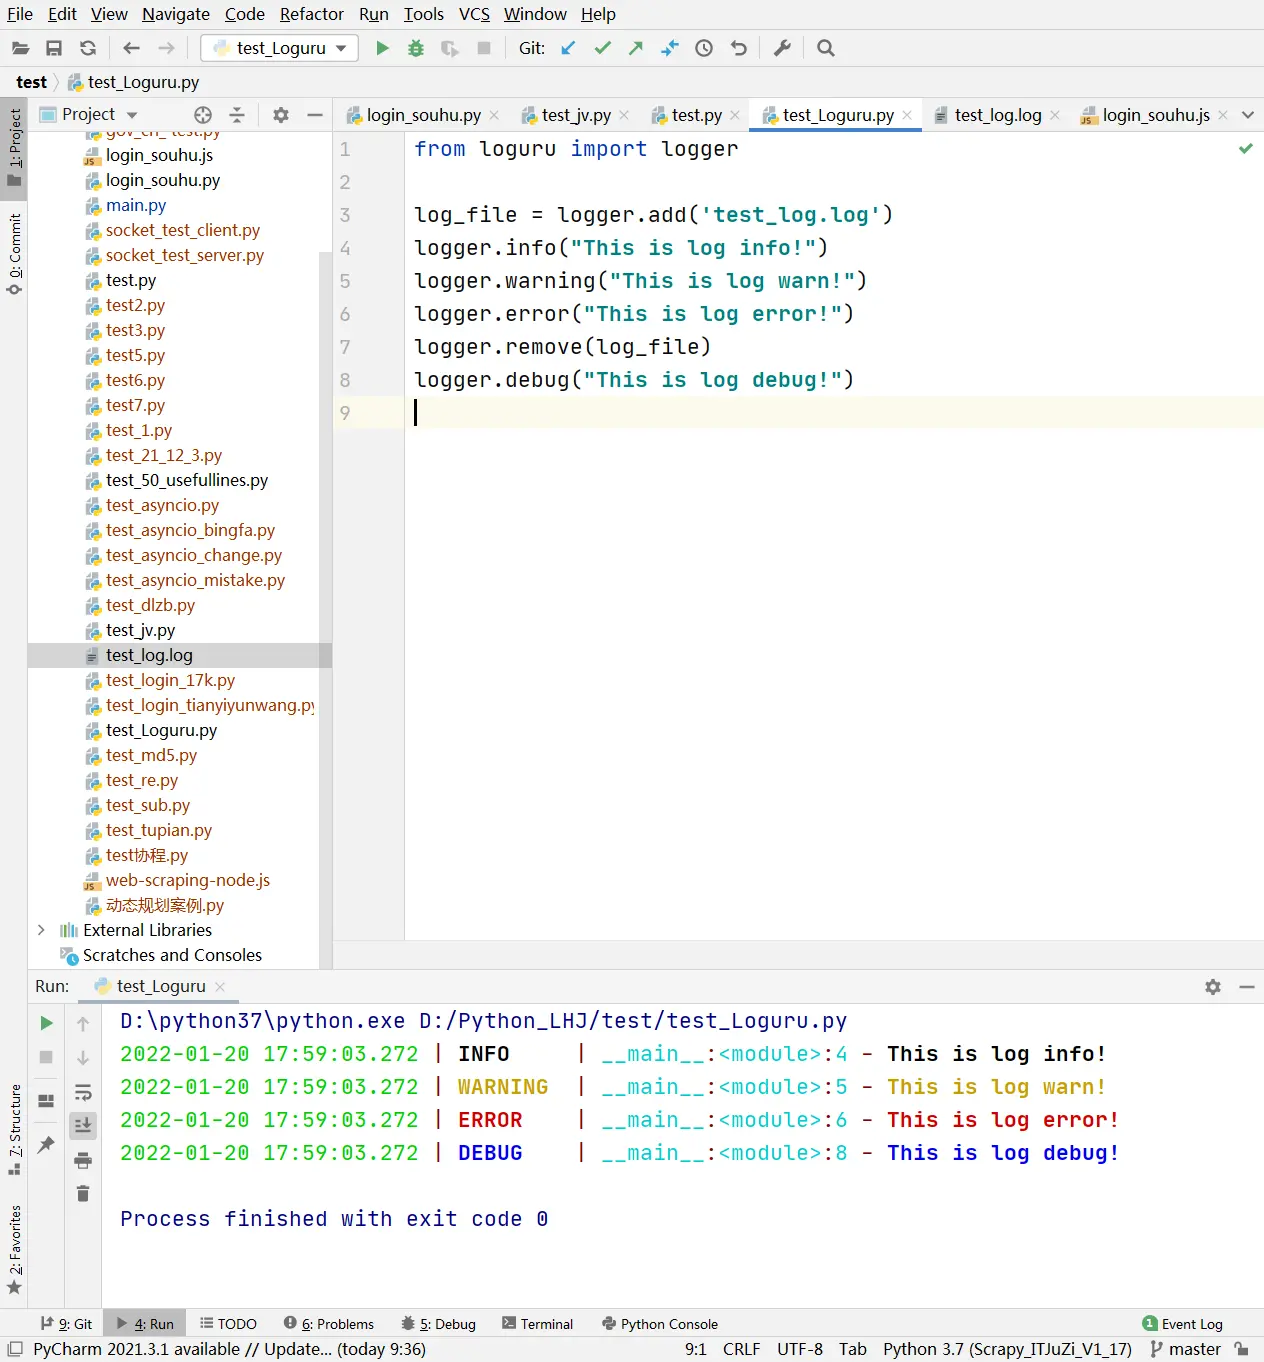 File Edit View Navigate Code Refactor Run Tools VCS Window Help
test_Loguru Git:
test test_Loguru.py
1: Project
0: Commit
7: Structure
2: Favorites
Project
gov_cn_test.py
login_souhu.js
login_souhu.py
main.py
socket_test_client.py
socket_test_server.py
test.py
test2.py
test3.py
test5.py
test6.py
test7.py
test_1.py
test_21_12_3.py
test_50_usefullines.py
test_asyncio.py
test_asyncio_bingfa.py
test_asyncio_change.py
test_asyncio_mistake.py
test_dlzb.py
test_jv.py
test_log.log
test_login_17k.py
test_login_tianyiyunwang.py
test_Loguru.py
test_md5.py
test_re.py
test_sub.py
test_tupian.py
test协程.py
web-scraping-node.js
动态规划案例.py
External Libraries
Scratches and Consoles
login_souhu.py test_jv.py test.py test_Loguru.py test_log.log login_souhu.js
1 from loguru import logger
2
3 log_file = logger.add('test_log.log')
4 logger.info("This is log info!")
5 logger.warning("This is log warn!")
6 logger.error("This is log error!")
7 logger.remove(log_file)
8 logger.debug("This is log debug!")
9
Run: test_Loguru
D:\python37\python.exe D:/Python_LHJ/test/test_Loguru.py
2022-01-20 17:59:03.272 | INFO | __main__:<module>:4 - This is log info!
2022-01-20 17:59:03.272 | WARNING | __main__:<module>:5 - This is log warn!
2022-01-20 17:59:03.272 | ERROR | __main__:<module>:6 - This is log error!
2022-01-20 17:59:03.272 | DEBUG | __main__:<module>:8 - This is log debug!
Process finished with exit code 0
9: Git 4: Run TODO 6: Problems 5: Debug Terminal Python Console 1 Event Log
PyCharm 2021.3.1 available // Update... (today 9:36) 9:1 CRLF UTF-8 Tab Python 3.7 (Scrapy_ITJuZi_V1_17) master